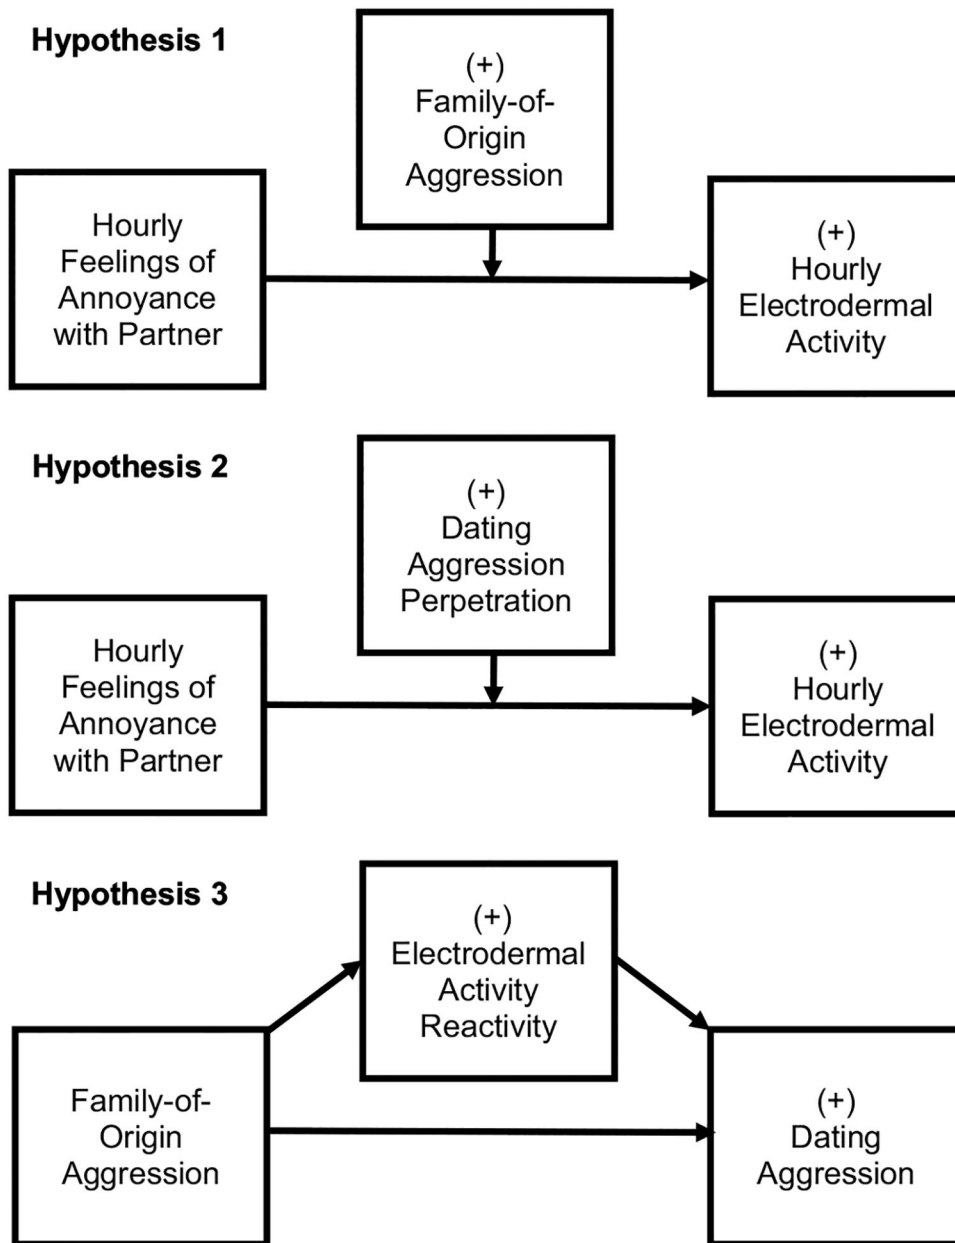 Hypothesis 1
(+)
Family-of-
Origin
Aggression
Hourly
Feelings of
Annoyance
with Partner
(+)
Hourly
Electrodermal
Activity
Hypothesis 2
(+)
Dating
Aggression
Perpetration
Hourly
Feelings of
Annoyance
with Partner
(+)
Hourly
Electrodermal
Activity
Hypothesis 3
(+)
Electrodermal
Activity
Reactivity
Family-of-
Origin
Aggression
(+)
Dating
Aggression